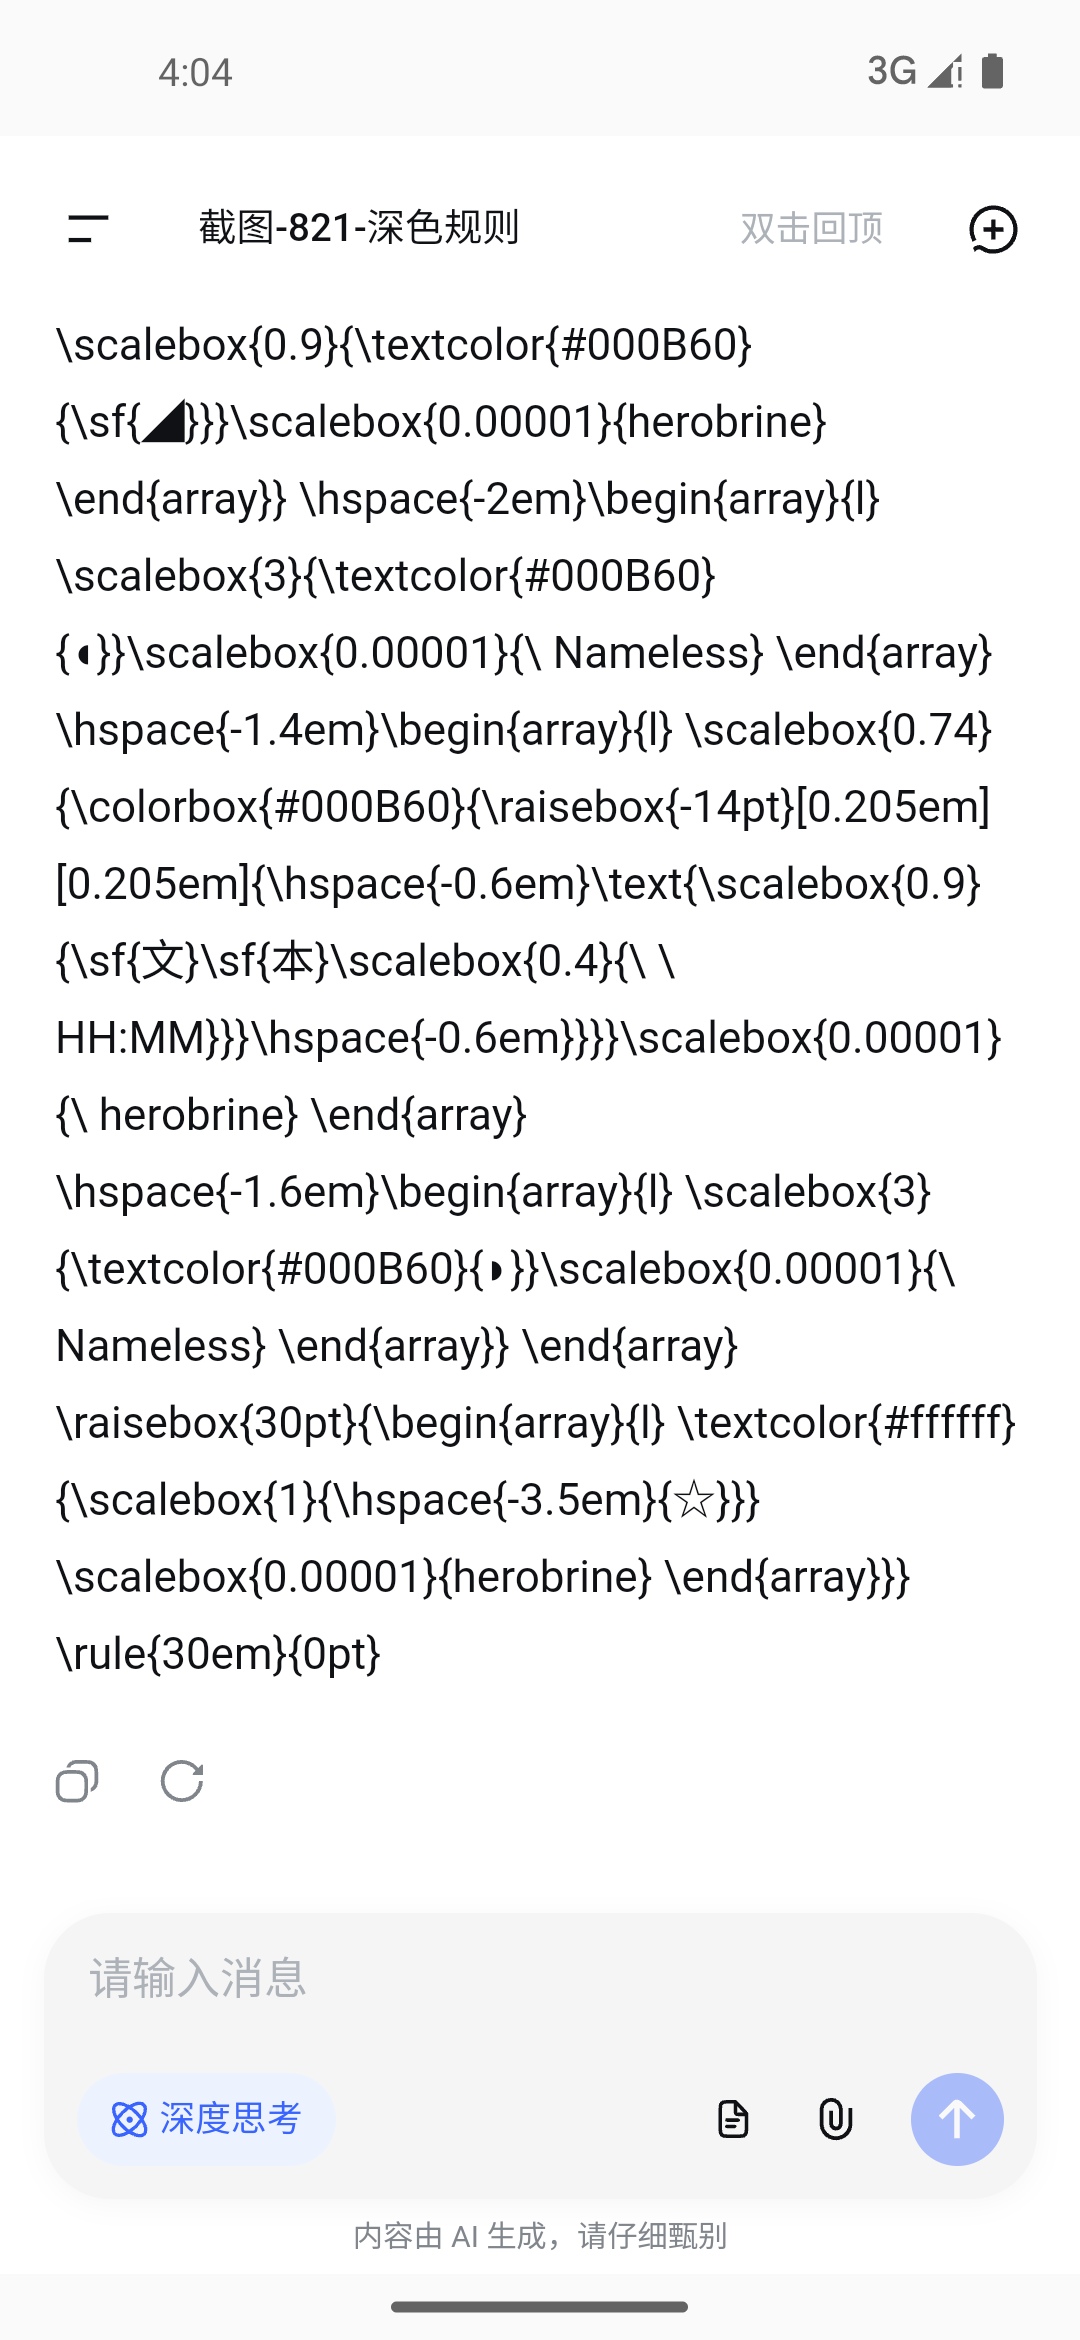 4:04
3G
截图-821-深色规则
双击回顶
\scalebox{0.9}{\textcolor{#000B60}
{\sf{◢}}}\scalebox{0.00001}{herobrine}
\end{array}} \hspace{-2em}\begin{array}{l}
\scalebox{3}{\textcolor{#000B60}
{◖}}\scalebox{0.00001}{\ Nameless} \end{array}
\hspace{-1.4em}\begin{array}{l} \scalebox{0.74}
{\colorbox{#000B60}{\raisebox{-14pt}[0.205em]
[0.205em]{\hspace{-0.6em}\text{\scalebox{0.9}
{\sf{文}\sf{本}\scalebox{0.4}{\ \
HH:MM}}}\hspace{-0.6em}}}}\scalebox{0.00001}
{\ herobrine} \end{array}
\hspace{-1.6em}\begin{array}{l} \scalebox{3}
{\textcolor{#000B60}{◗}}\scalebox{0.00001}{\
Nameless} \end{array}} \end{array}
\raisebox{30pt}{\begin{array}{l} \textcolor{#ffffff}
{\scalebox{1}{\hspace{-3.5em}{☆}}}
\scalebox{0.00001}{herobrine} \end{array}}}
\rule{30em}{0pt}
请输入消息
深度思考
内容由 AI 生成，请仔细甄别